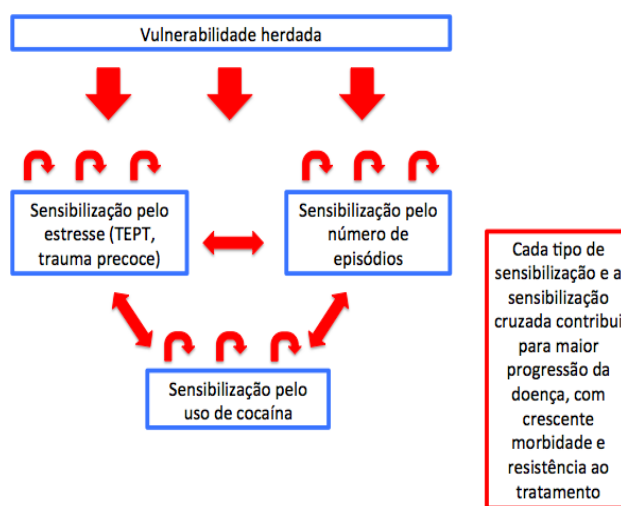 Vulnerabilidade herdada
Sensibilização pelo
estresse (TEPT,
trauma precoce)
Sensibilização pelo
número de
episódios
Sensibilização pelo
uso de cocaína
Cada tipo de
sensibilização e a
sensibilização
cruzada contribui
para maior
progressão da
doença, com
crescente
morbidade e
resistência ao
tratamento